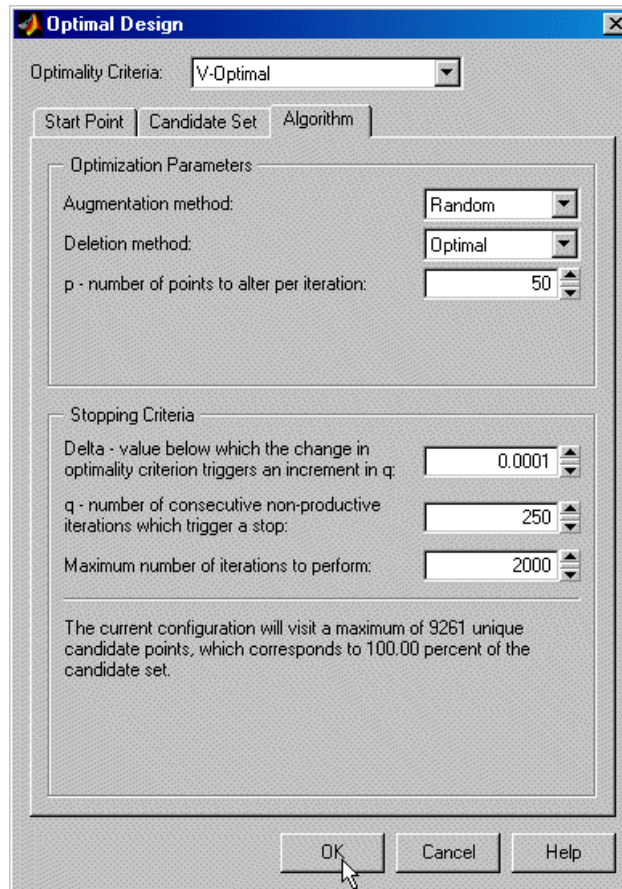 Optimal Design
Optimality Criteria: V-Optimal
Start Point Candidate Set Algorithm
Optimization Parameters
Augmentation method: Random
Deletion method: Optimal
p - number of points to alter per iteration: 50
Stopping Criteria
Delta - value below which the change in
optimality criterion triggers an increment in q: 0.0001
q - number of consecutive non-productive
iterations which trigger a stop: 250
Maximum number of iterations to perform: 2000
The current configuration will visit a maximum of 9261 unique
candidate points, which corresponds to 100.00 percent of the
candidate set.
OK Cancel Help